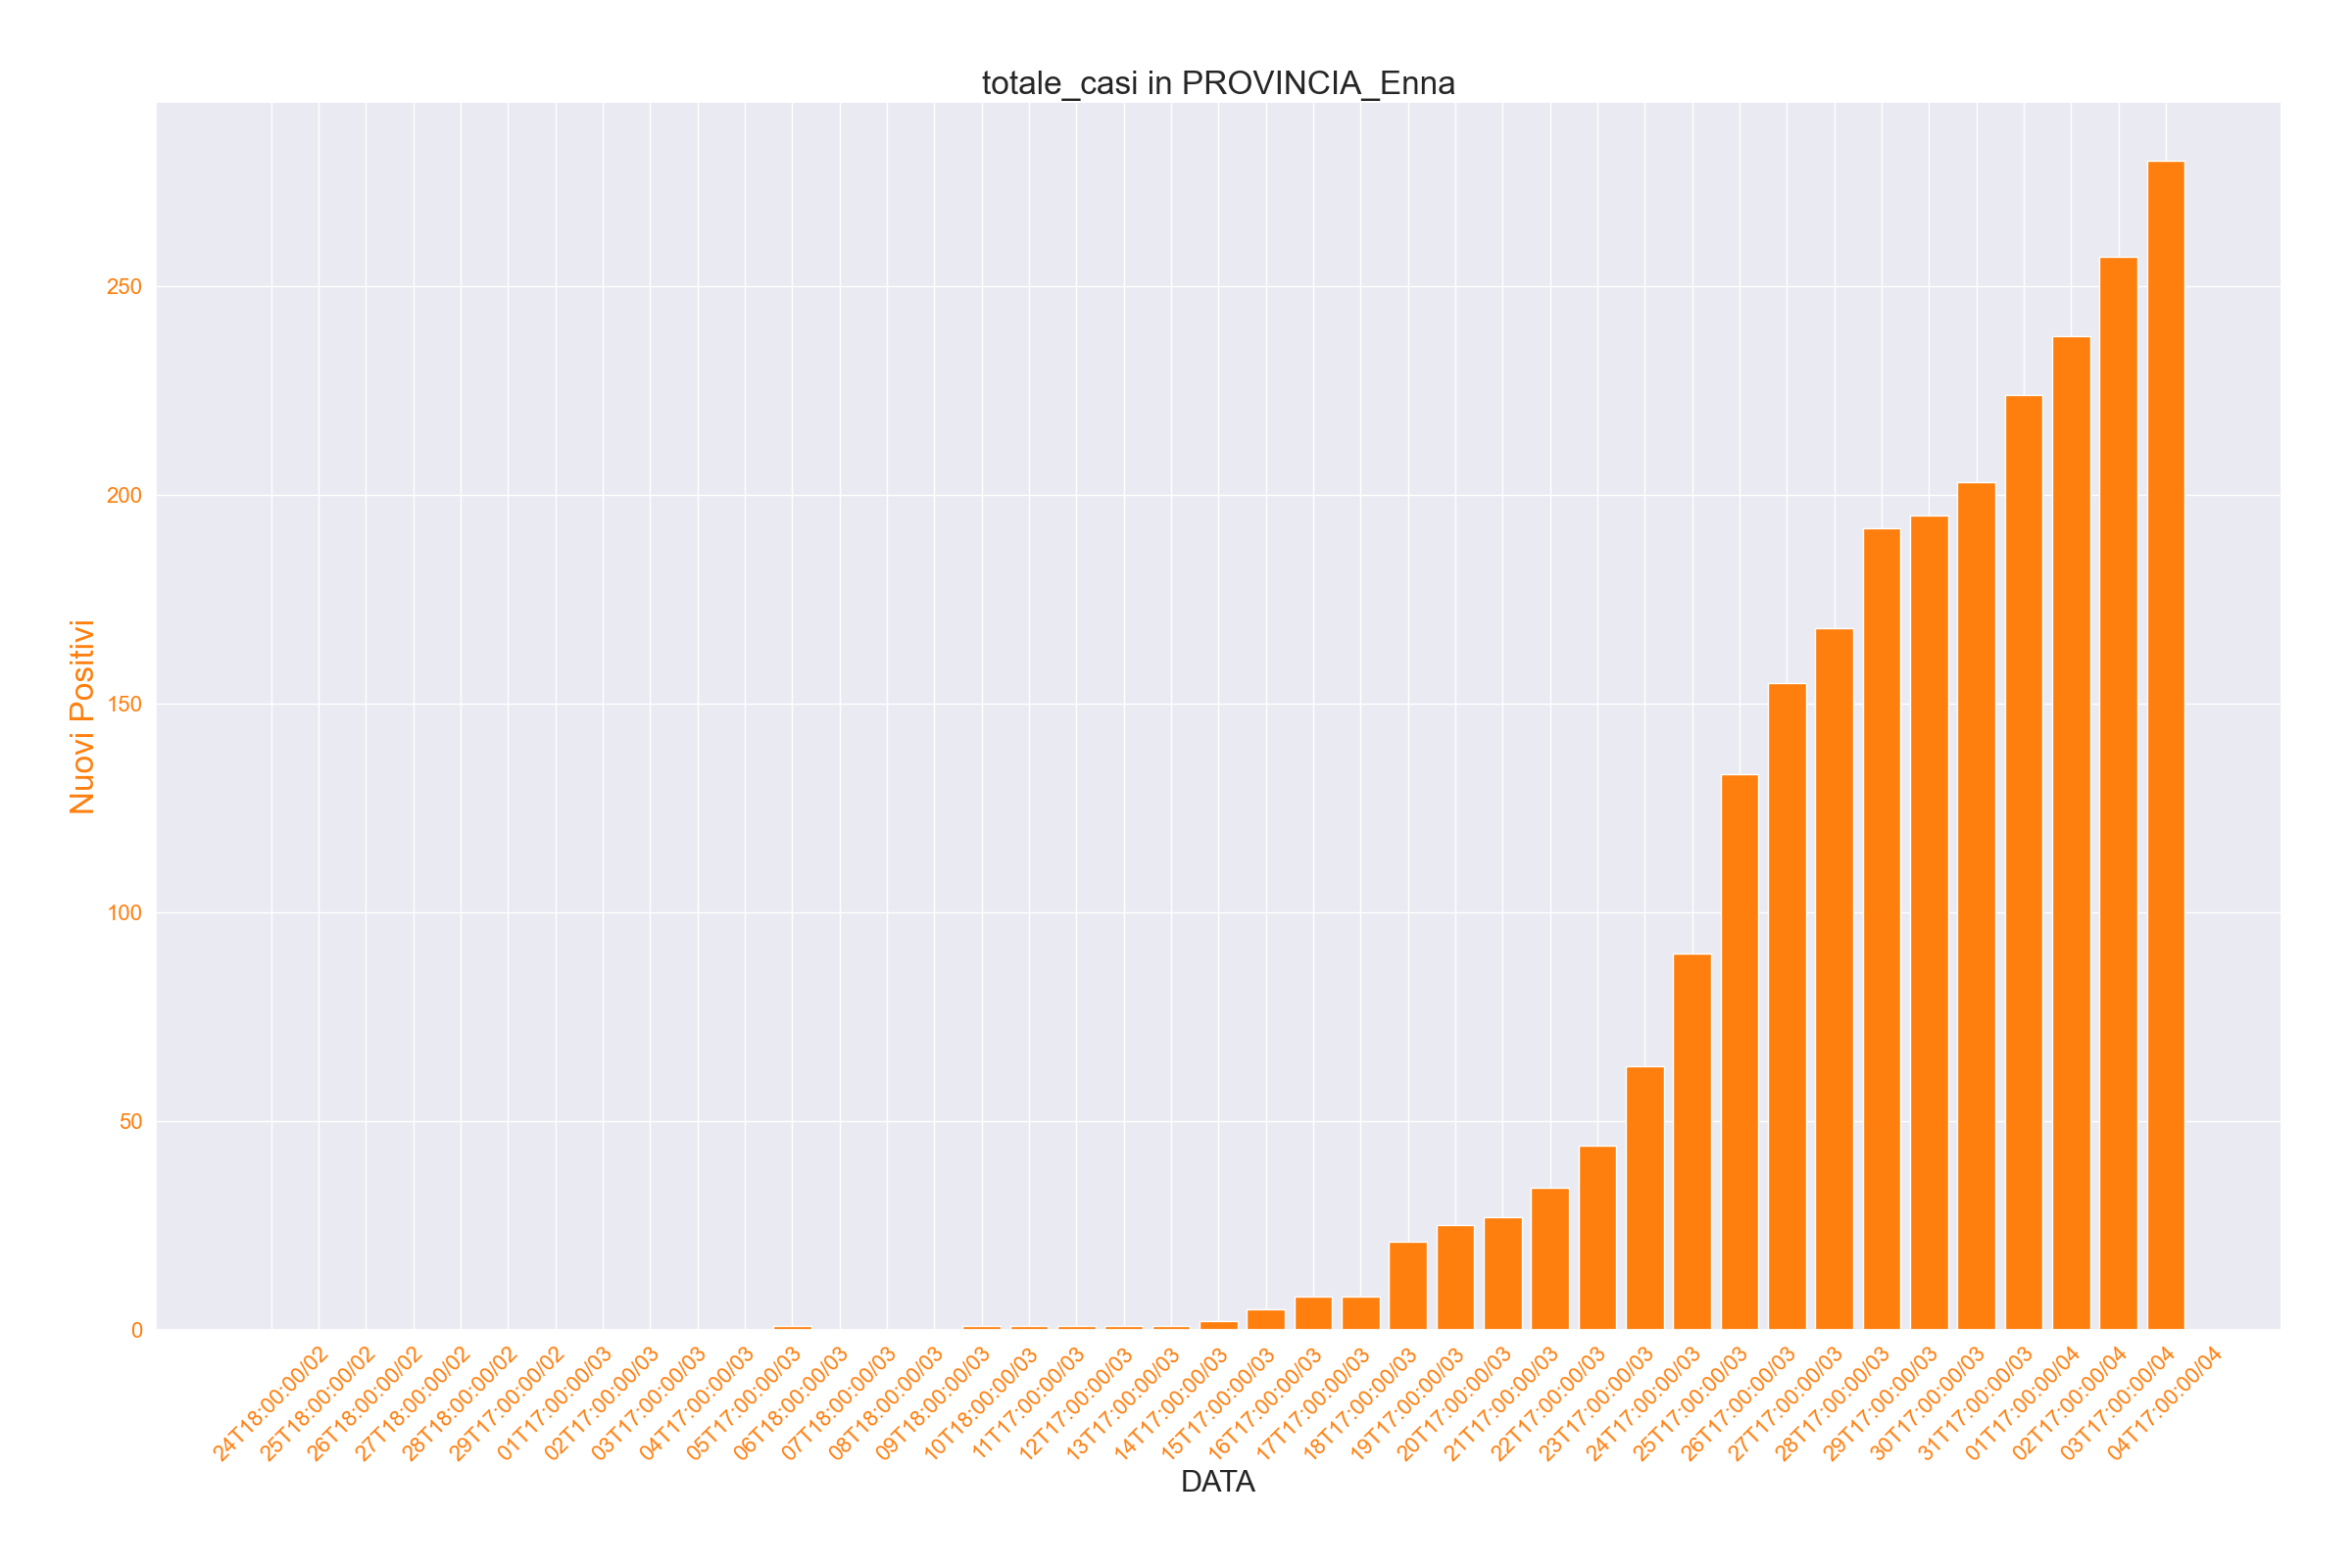 totale_casi in PROVINCIA_Enna
Nuovi Positivi
250
200
150
100
50
0
24T18:00:00/02
25T18:00:00/02
26T18:00:00/02
27T18:00:00/02
28T18:00:00/02
29T17:00:00/02
01T17:00:00/03
02T17:00:00/03
03T17:00:00/03
04T17:00:00/03
05T17:00:00/03
06T18:00:00/03
07T18:00:00/03
08T18:00:00/03
09T18:00:00/03
10T18:00:00/03
11T17:00:00/03
12T17:00:00/03
13T17:00:00/03
14T17:00:00/03
15T17:00:00/03
16T17:00:00/03
17T17:00:00/03
18T17:00:00/03
19T17:00:00/03
20T17:00:00/03
21T17:00:00/03
22T17:00:00/03
23T17:00:00/03
24T17:00:00/03
25T17:00:00/03
26T17:00:00/03
27T17:00:00/03
28T17:00:00/03
29T17:00:00/03
30T17:00:00/03
31T17:00:00/03
01T17:00:00/04
02T17:00:00/04
03T17:00:00/04
04T17:00:00/04
DATA